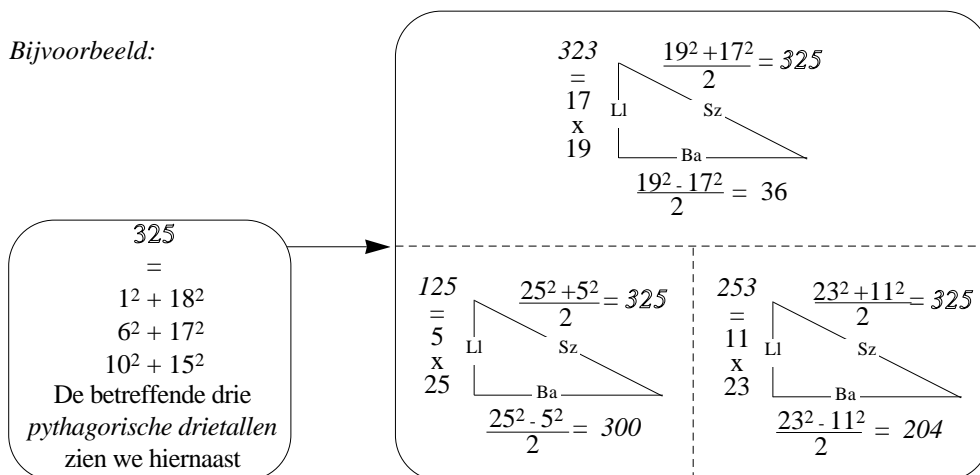 Bijvoorbeeld:
325
=
1² + 18²
6² + 17²
10² + 15²
De betreffende drie
pythagorische drietallen
zien we hiernaast
323
=
17
x
19
Ll
Sz
Ba
19² + 17² / 2 = 325
19² - 17² / 2 = 36
125
=
5
x
25
Ll
Sz
Ba
25² + 5² / 2 = 325
25² - 5² / 2 = 300
253
=
11
x
23
Ll
Sz
Ba
23² + 11² / 2 = 325
23² - 11² / 2 = 204